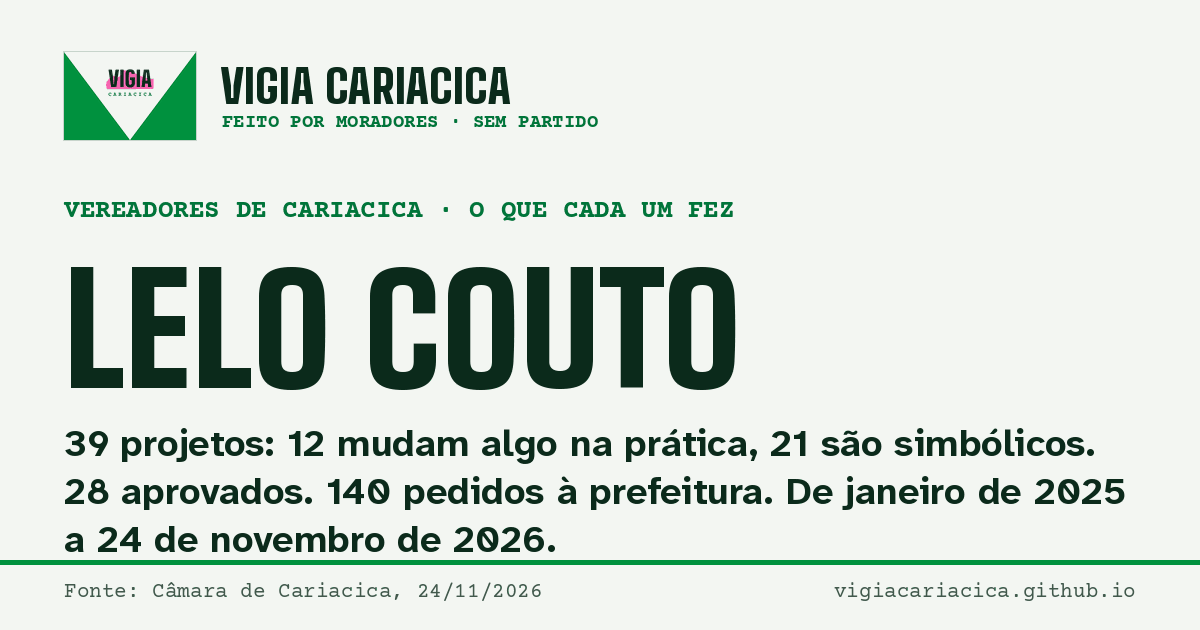 VIGIA
CARIACICA
VIGIA CARIACICA
FEITO POR MORADORES · SEM PARTIDO
VEREADORES DE CARIACICA · O QUE CADA UM FEZ
LELO COUTO
39 projetos: 12 mudam algo na prática, 21 são simbólicos.
28 aprovados. 140 pedidos à prefeitura. De janeiro de 2025
a 24 de novembro de 2026.
Fonte: Câmara de Cariacica, 24/11/2026
vigiacariacica.github.io